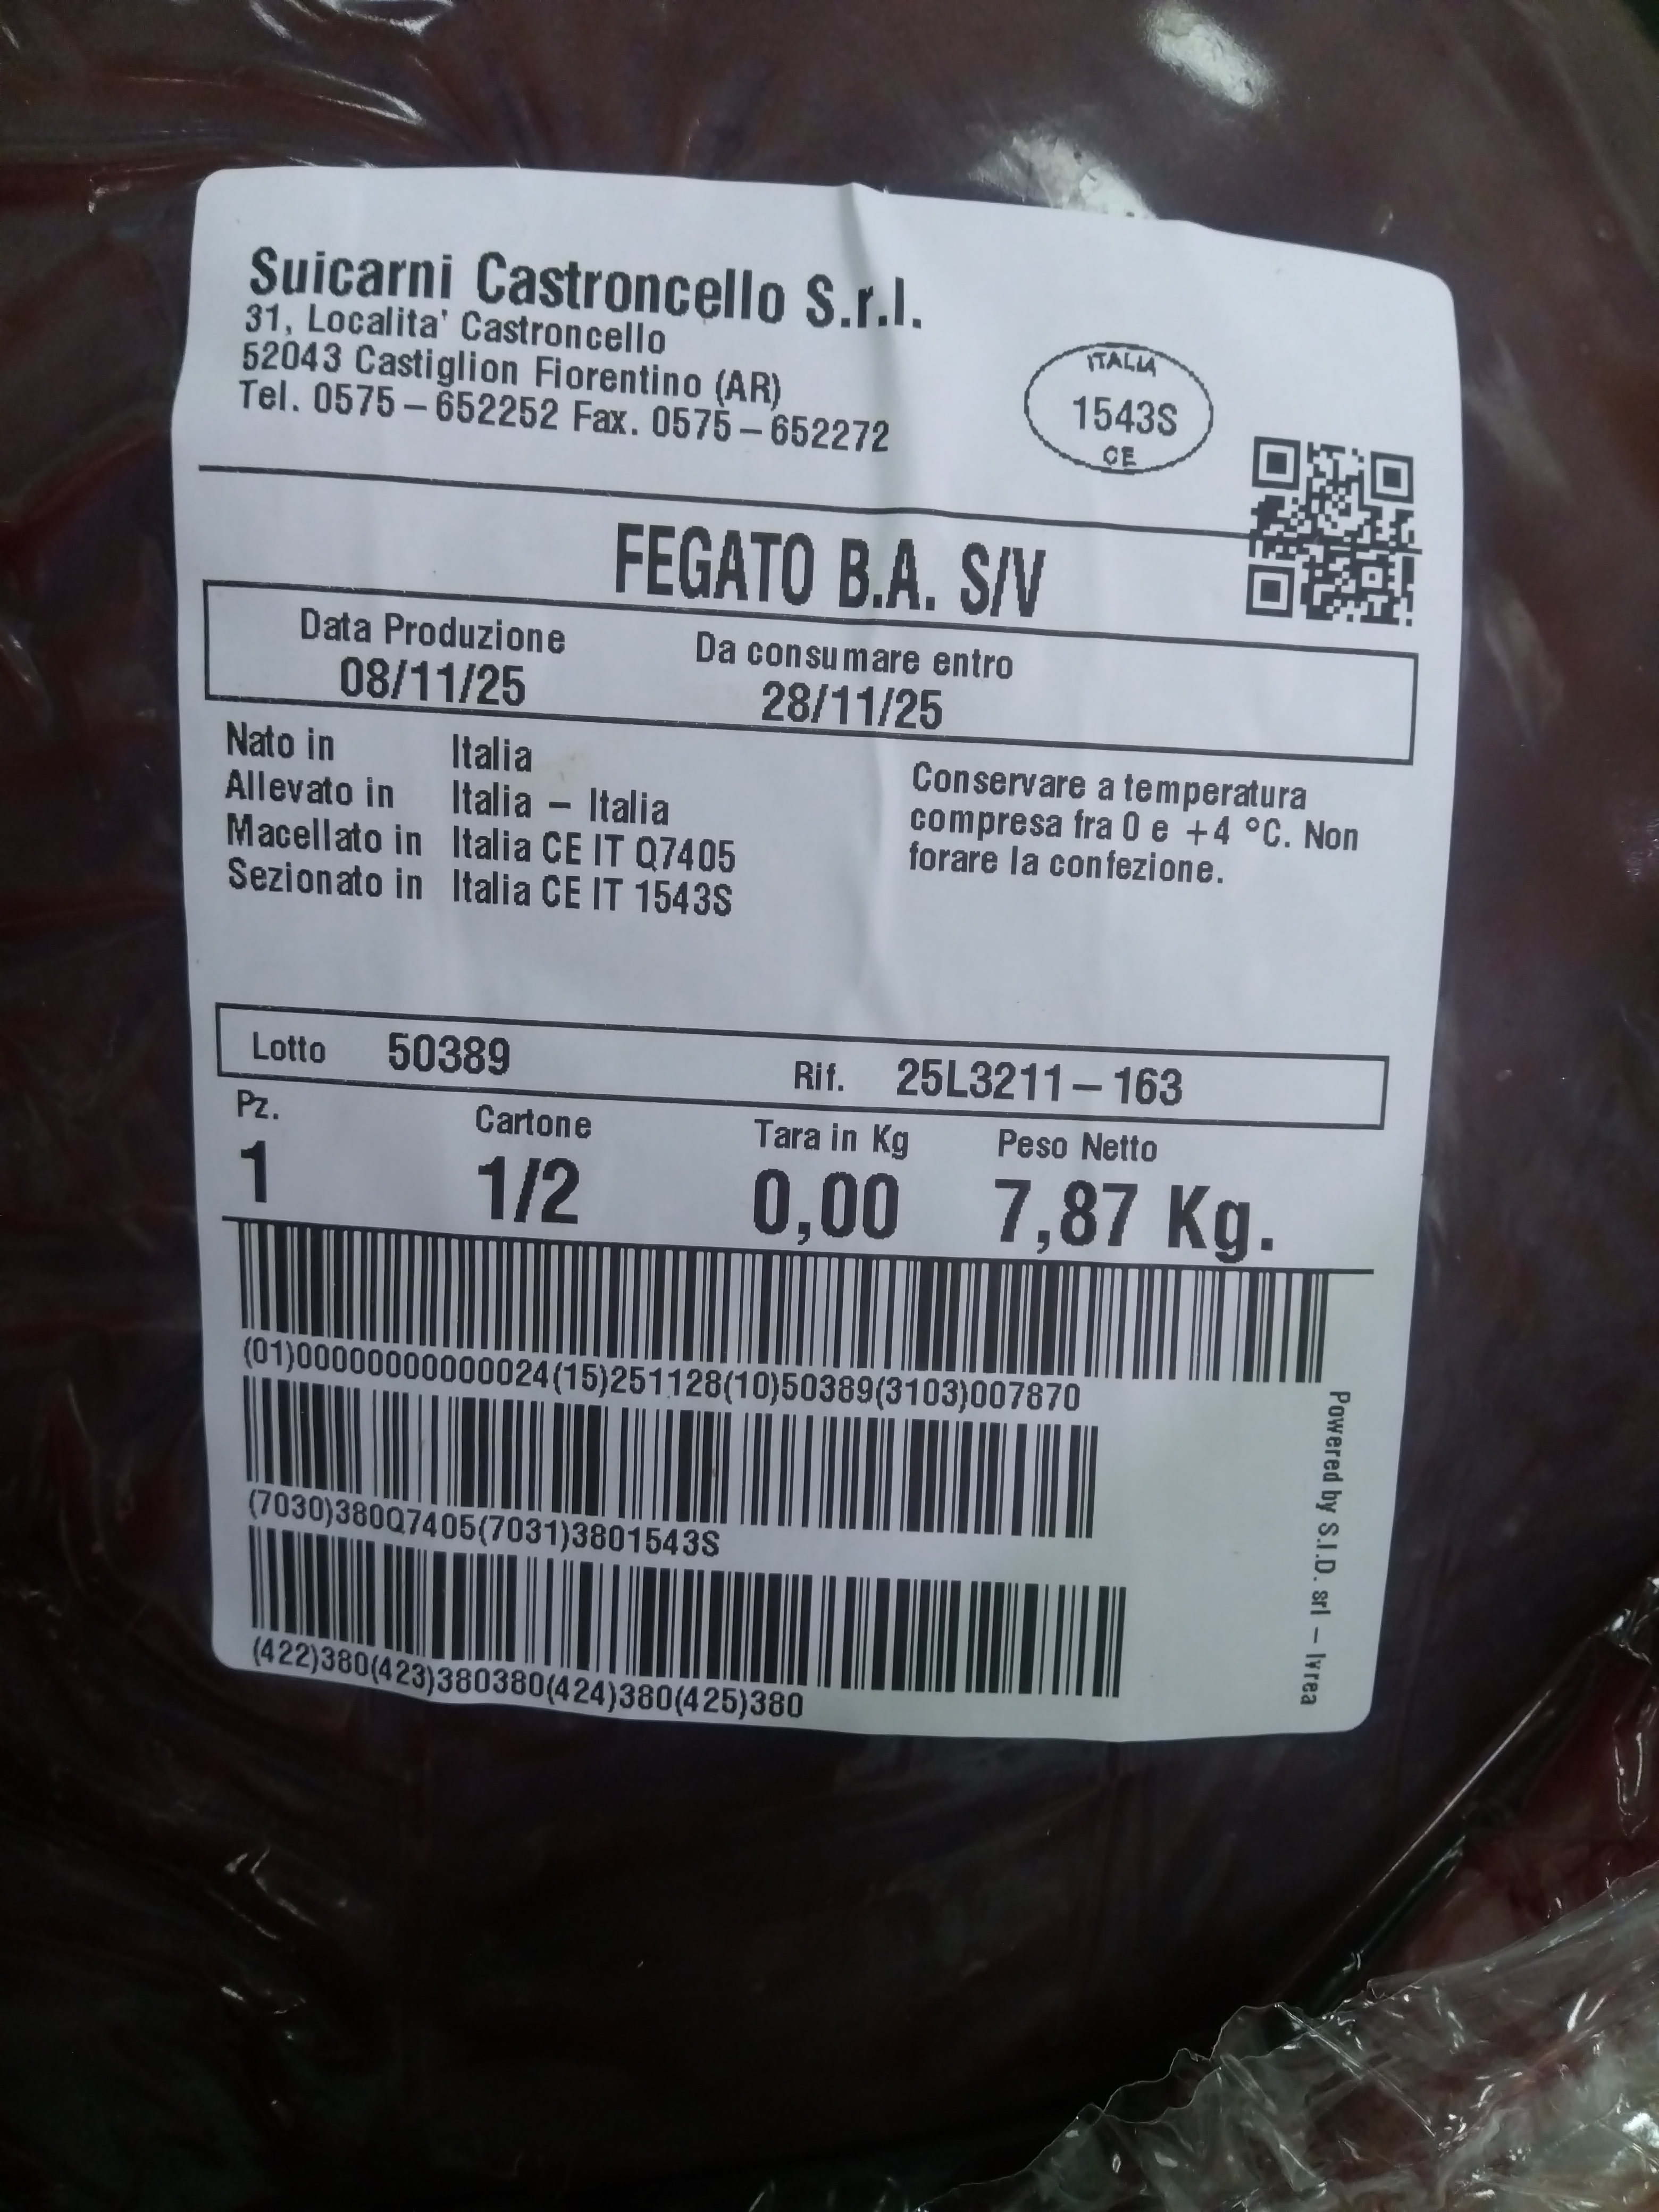 Suicarni Castroncello S.r.l.
31, Localita' Castroncello
52043 Castiglion Fiorentino (AR)
Tel. 0575-652252 Fax. 0575-652272
ITALIA
1543S
CE
FEGATO B.A. S/V
Data Produzione
08/11/25
Da consumare entro
28/11/25
Nato in Italia
Allevato in Italia - Italia
Macellato in Italia CE IT Q7405
Sezionato in Italia CE IT 1543S
Conservare a temperatura
compresa fra 0 e +4 °C. Non
forare la confezione.
Lotto 50389 Rif. 25L3211-163
Pz. Cartone Tara in Kg Peso Netto
1 1/2 0,00 7,87 Kg.
(01)00000000000024(15)251128(10)50389(3103)007870
(7030)380Q7405(7031)3801543S
(422)380(423)380380(424)380(425)380
Powered by S.I.D. srl - Ivrea